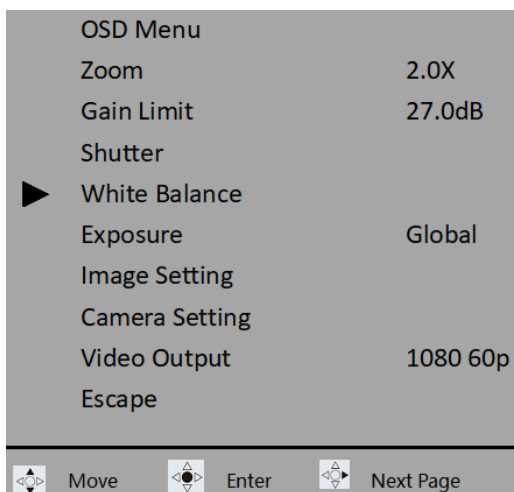 OSD Menu
Zoom 2.0X
Gain Limit 27.0dB
Shutter
White Balance
Exposure Global
Image Setting
Camera Setting
Video Output 1080 60p
Escape
Move Enter Next Page